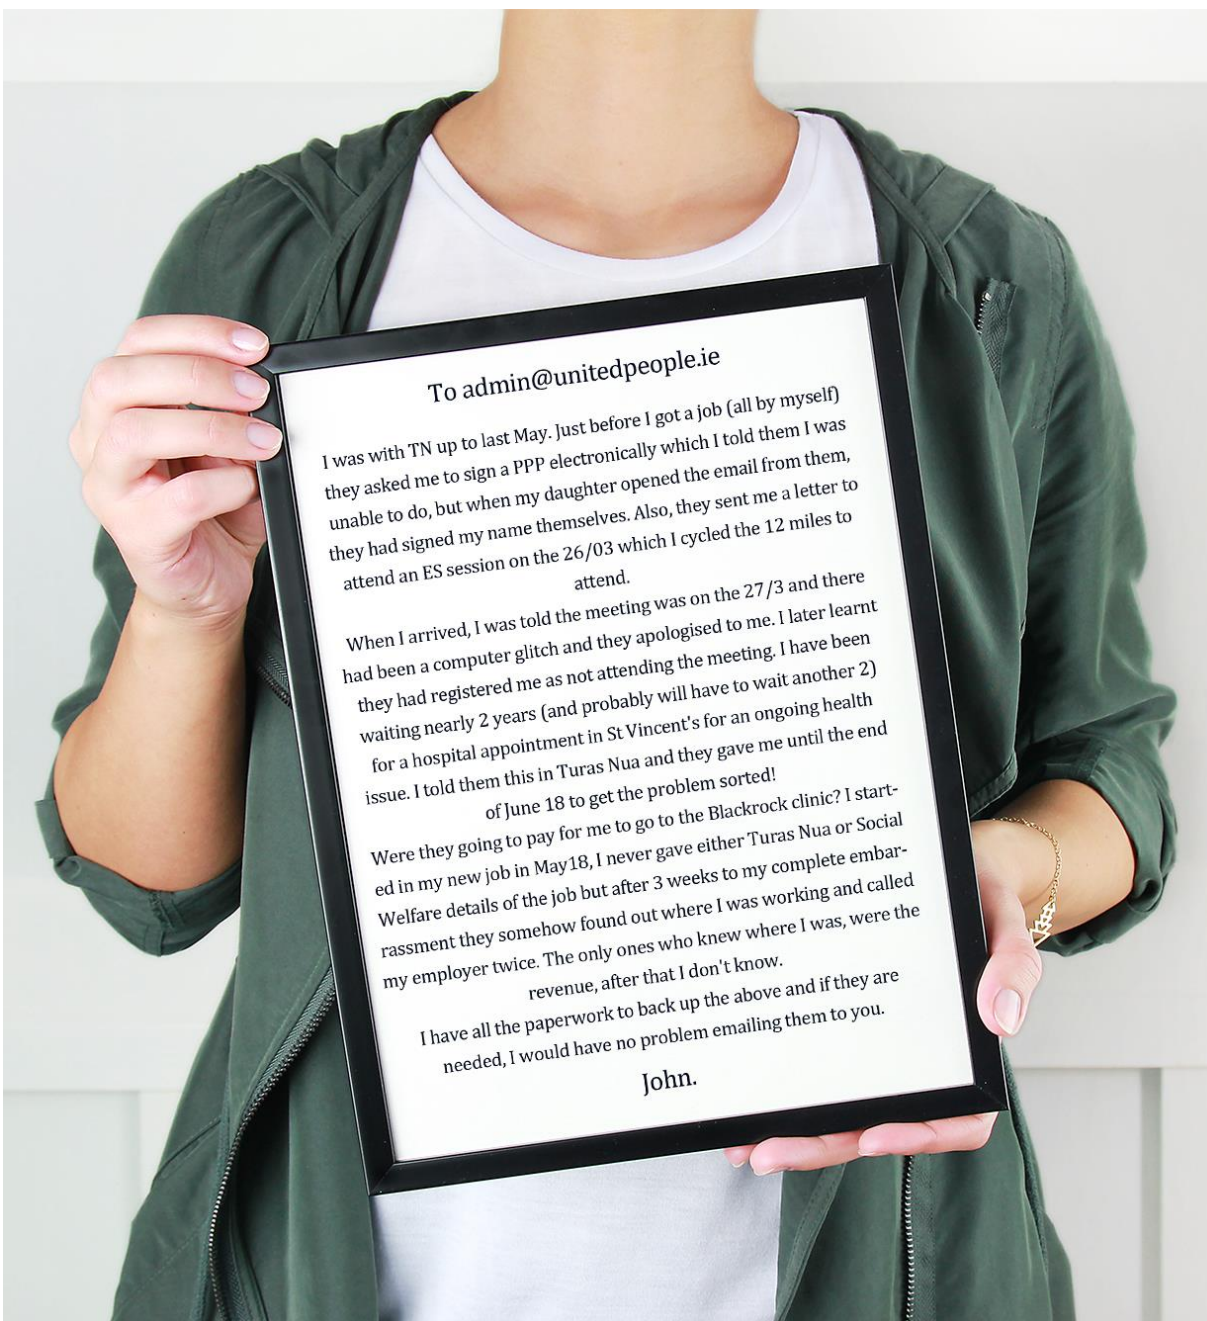 To admin@unitedpeople.ie
I was with TN up to last May. Just before I got a job (all by myself)
they asked me to sign a PPP electronically which I told them I was
unable to do, but when my daughter opened the email from them,
they had signed my name themselves. Also, they sent me a letter to
attend an ES session on the 26/03 which I cycled the 12 miles to
attend.
When I arrived, I was told the meeting was on the 27/3 and there
had been a computer glitch and they apologised to me. I later learnt
they had registered me as not attending the meeting. I have been
waiting nearly 2 years (and probably will have to wait another 2)
for a hospital appointment in St Vincent's for an ongoing health
issue. I told them this in Turas Nua and they gave me until the end
of June 18 to get the problem sorted!
Were they going to pay for me to go to the Blackrock clinic? I start-
ed in my new job in May18, I never gave either Turas Nua or Social
Welfare details of the job but after 3 weeks to my complete embar-
rassment they somehow found out where I was working and called
my employer twice. The only ones who knew where I was, were the
revenue, after that I don't know.
I have all the paperwork to back up the above and if they are
needed, I would have no problem emailing them to you.
John.